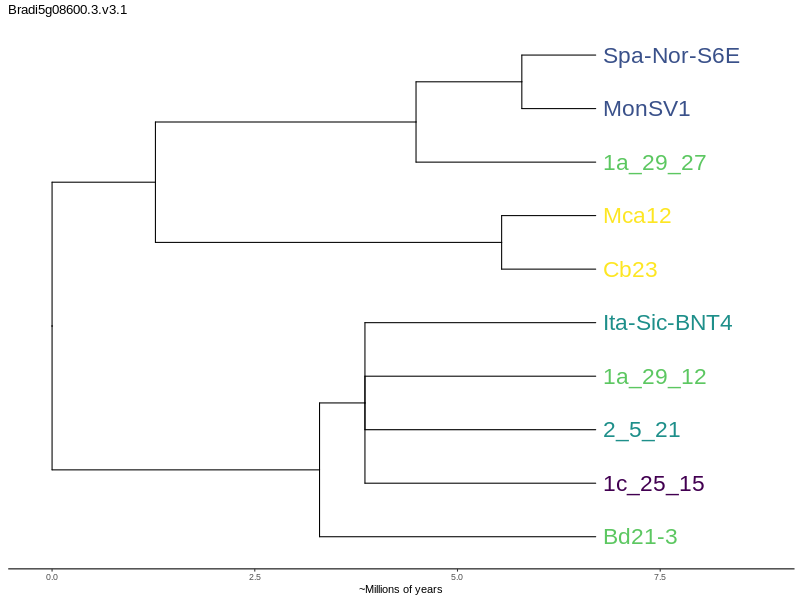 Bradi5g08600.3.v3.1
Spa-Nor-S6E
MonSV1
1a_29_27
Mca12
Cb23
Ita-Sic-BNT4
1a_29_12
2_5_21
1c_25_15
Bd21-3
0.0 2.5 5.0 7.5
~Millions of years